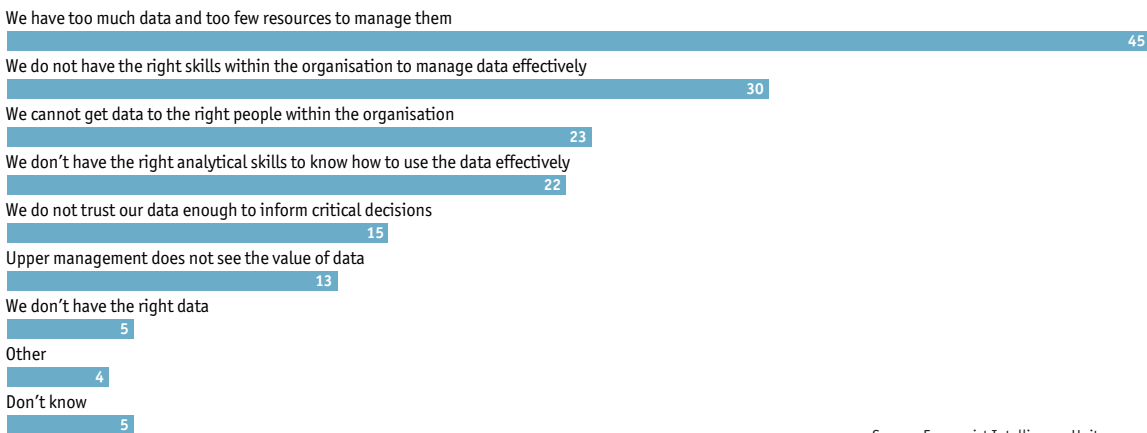 We have too much data and too few resources to manage them
45
We do not have the right skills within the organisation to manage data effectively
30
We cannot get data to the right people within the organisation
23
We don't have the right analytical skills to know how to use the data effectively
22
We do not trust our data enough to inform critical decisions
15
Upper management does not see the value of data
13
We don't have the right data
5
Other
4
Don't know
5